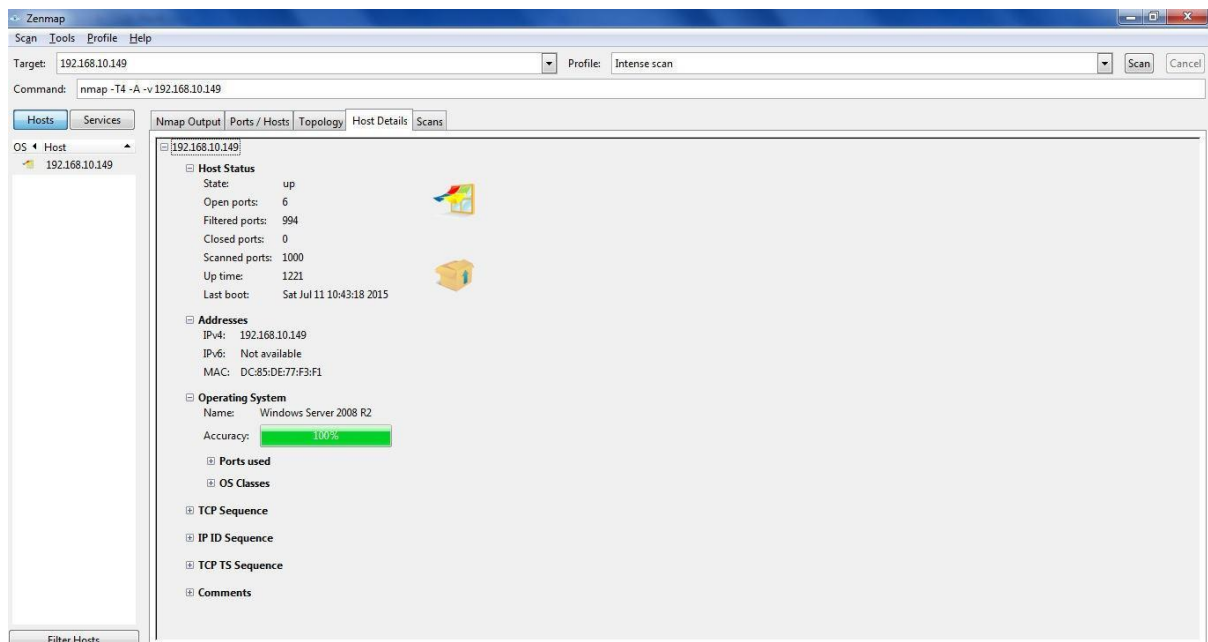 Zenmap
Scan Tools Profile Help
Target: 192.168.10.149 Profile: Intense scan Scan Cancel
Command: nmap -T4 -A -v 192.168.10.149
Hosts Services Nmap Output Ports / Hosts Topology Host Details Scans
OS Host
192.168.10.149
192.168.10.149
Host Status
State: up
Open ports: 6
Filtered ports: 994
Closed ports: 0
Scanned ports: 1000
Up time: 1221
Last boot: Sat Jul 11 10:43:18 2015
Addresses
IPv4: 192.168.10.149
IPv6: Not available
MAC: DC:85:DE:77:F3:F1
Operating System
Name: Windows Server 2008 R2
Accuracy: 100%
Ports used
OS Classes
TCP Sequence
IP ID Sequence
TCP TS Sequence
Comments
Filter Hosts